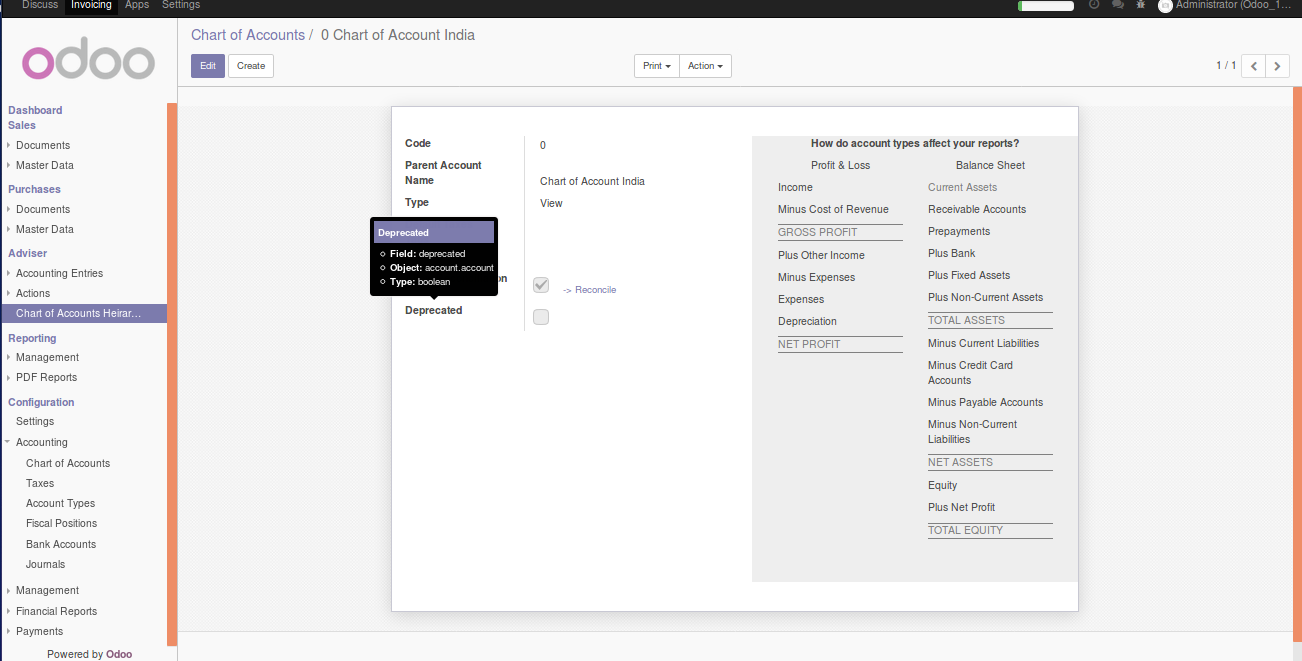 Discuss Invoicing Apps Settings Administrator (Odoo_1...
odoo
Chart of Accounts / 0 Chart of Account India
Edit Create Print Action 1 / 1
Dashboard
Sales
Documents
Master Data
Purchases
Documents
Master Data
Adviser
Accounting Entries
Actions
Chart of Accounts Heirar...
Reporting
Management
PDF Reports
Configuration
Settings
Accounting
Chart of Accounts
Taxes
Account Types
Fiscal Positions
Bank Accounts
Journals
Management
Financial Reports
Payments
Powered by Odoo
Code 0
Parent Account
Name Chart of Account India
Type View
Deprecated
Field: deprecated
Object: account.account
Type: boolean
on
-> Reconcile
Deprecated
How do account types affect your reports?
Profit & Loss
Income
Minus Cost of Revenue
GROSS PROFIT
Plus Other Income
Minus Expenses
Expenses
Depreciation
NET PROFIT
Balance Sheet
Current Assets
Receivable Accounts
Prepayments
Plus Bank
Plus Fixed Assets
Plus Non-Current Assets
TOTAL ASSETS
Minus Current Liabilities
Minus Credit Card
Accounts
Minus Payable Accounts
Minus Non-Current
Liabilities
NET ASSETS
Equity
Plus Net Profit
TOTAL EQUITY